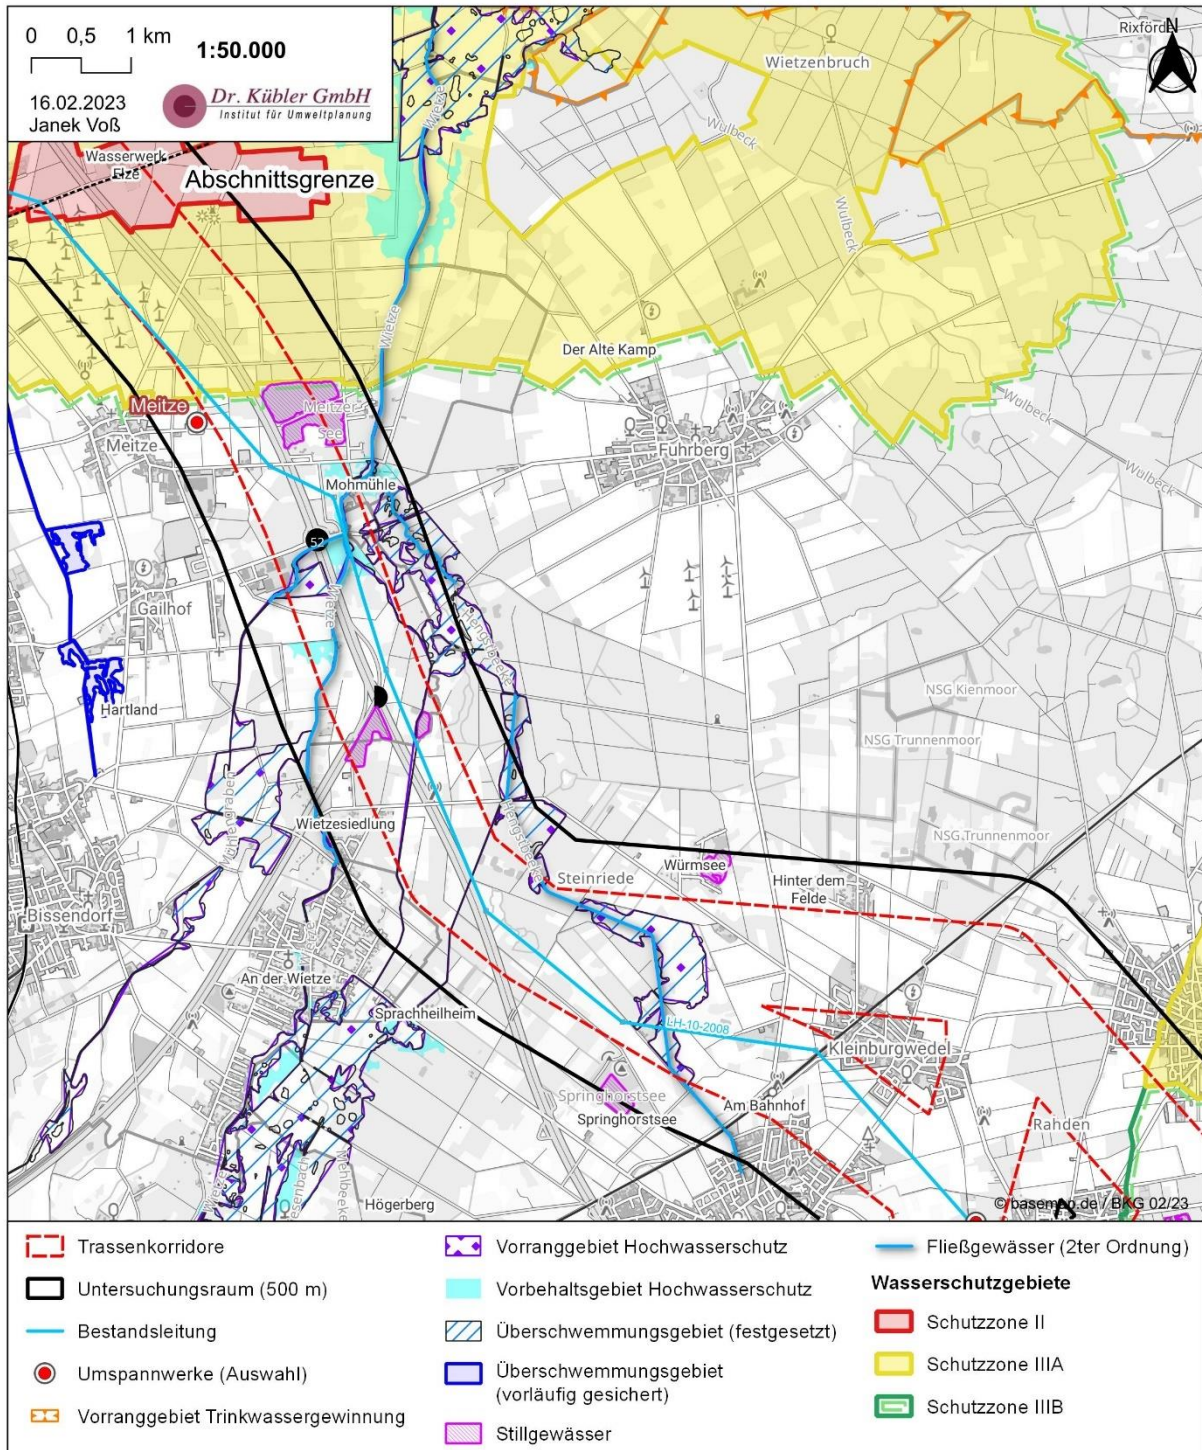 0 0,5 1 km
1:50.000
16.02.2023
Janek Voß
Dr. Kübler GmbH
Institut für Umweltplanung
N
Rixförde
Wietzenbruch
Wietze
Wulbeck
Wasserwerk
Elze
Abschnittsgrenze
Wulbeck
Wietze
Der Alte Kamp
Meitze
Meitzer
See
Wulbeck
Meitze
Fuhrberg
Wulbeck
Mohmühle
52
Wietze
Gailhof
Hengstbeeke
NSG Kienmoor
Hartland
NSG Trunnenmoor
Mühlengraben
Wietzesiedlung
Hengstbeeke
NSG Trunnenmoor
Würmsee
Steinriede
Hinter dem
Felde
Bissendorf
An der Wietze
Sprachheilheim
LH-10-2008
Kleinburgwedel
Springhorstsee
Springhorstsee
Am Bahnhof
Rahden
Mehlbeeke
Högerberg
© basemap.de / BKG 02/23
Trassenkorridore
Untersuchungsraum (500 m)
Bestandsleitung
Umspannwerke (Auswahl)
Vorranggebiet Trinkwassergewinnung
Vorranggebiet Hochwasserschutz
Vorbehaltsgebiet Hochwasserschutz
Überschwemmungsgebiet (festgesetzt)
Überschwemmungsgebiet
(vorläufig gesichert)
Stillgewässer
Fließgewässer (2ter Ordnung)
Wasserschutzgebiete
Schutzzone II
Schutzzone IIIA
Schutzzone IIIB